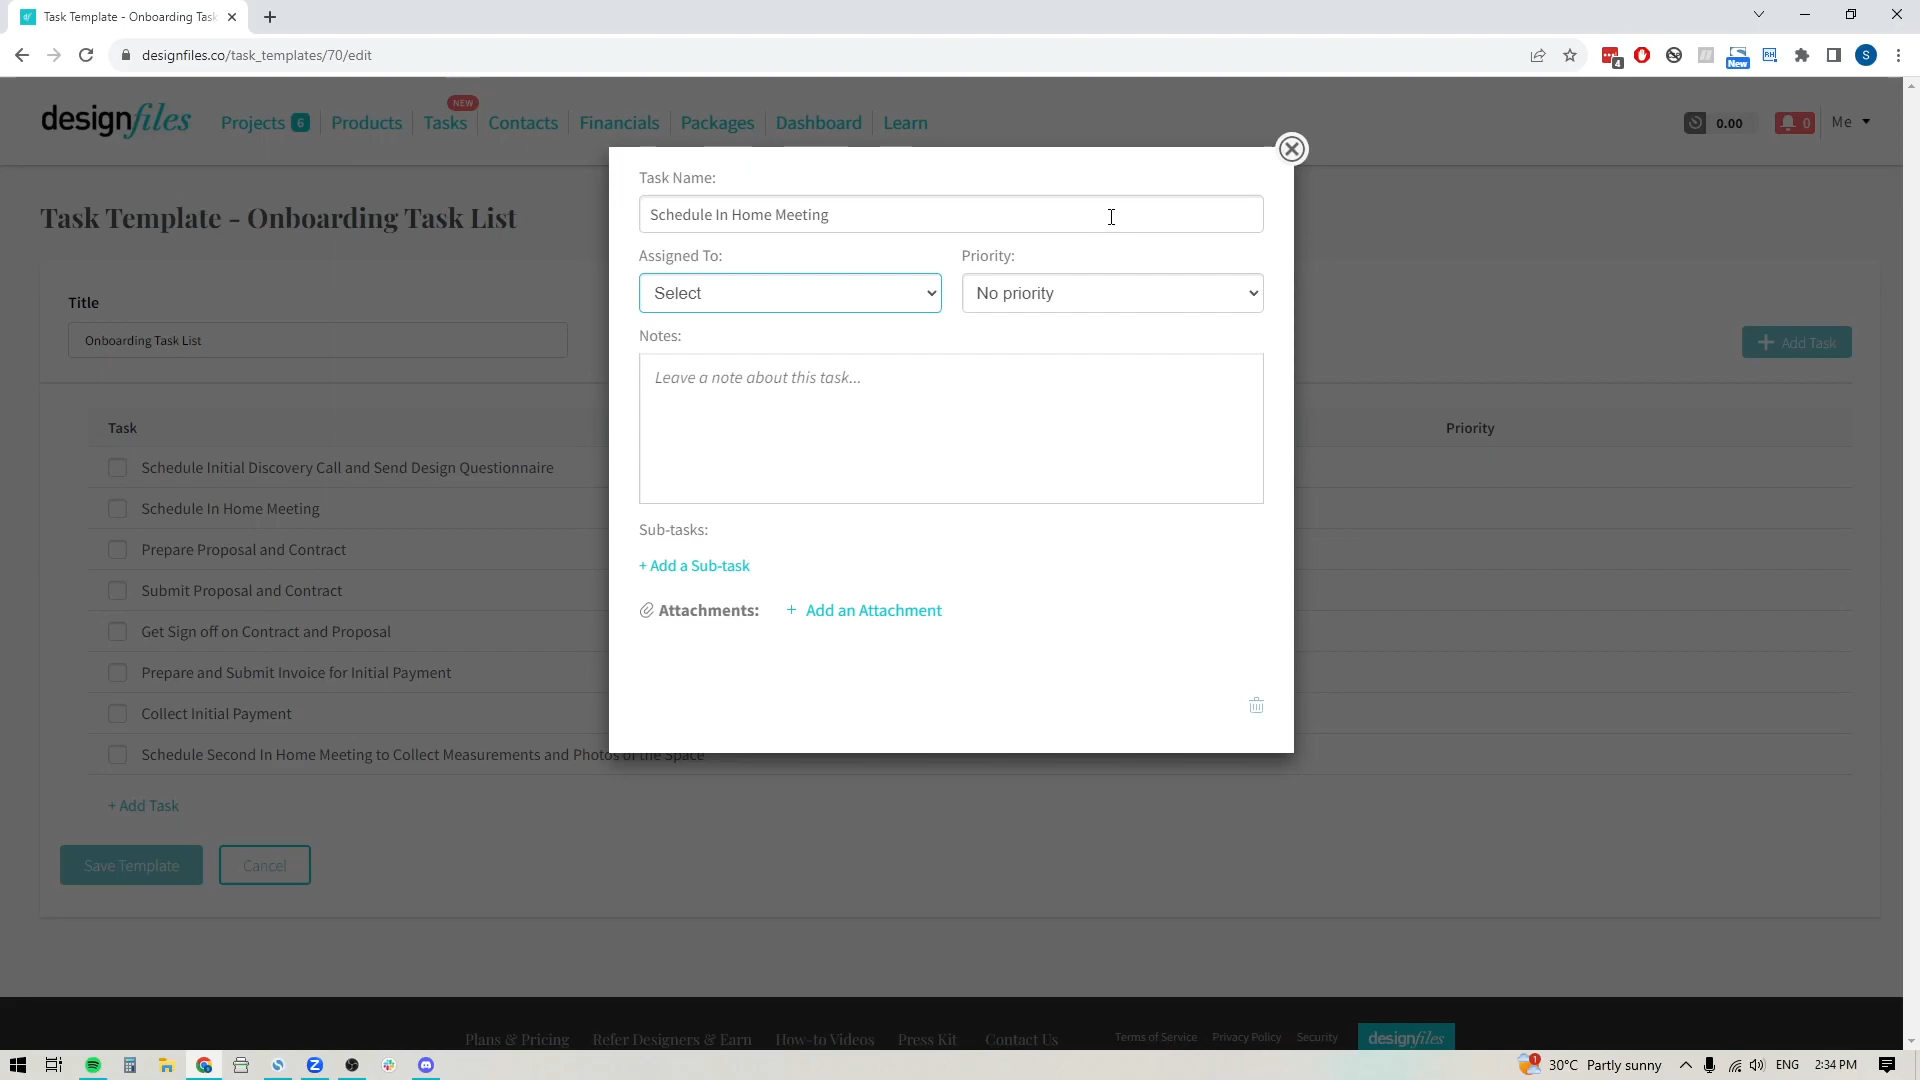 Task Template - Onboarding Task
designfiles.co/task_templates/70/edit
4
New
S
designfiles
Projects 6
Products
Tasks
NEW
Contacts
Financials
Packages
Dashboard
Learn
0.00
0
Me
Task Template - Onboarding Task List
Title
Onboarding Task List
Add Task
Task
Priority
Schedule Initial Discovery Call and Send Design Questionnaire
Schedule In Home Meeting
Prepare Proposal and Contract
Submit Proposal and Contract
Get Sign off on Contract and Proposal
Prepare and Submit Invoice for Initial Payment
Collect Initial Payment
Schedule Second In Home Meeting to Collect Measurements and Photos of the Space
+ Add Task
Save Template
Cancel
Task Name:
Schedule In Home Meeting
Assigned To:
Priority:
Select
No priority
Notes:
Leave a note about this task...
Sub-tasks:
+ Add a Sub-task
Attachments:
+ Add an Attachment
Plans & Pricing
Refer Designers & Earn
How-to Videos
Press Kit
Contact Us
Terms of Service
Privacy Policy
Security
designfiles
1
30°C Partly sunny
ENG
2:34 PM